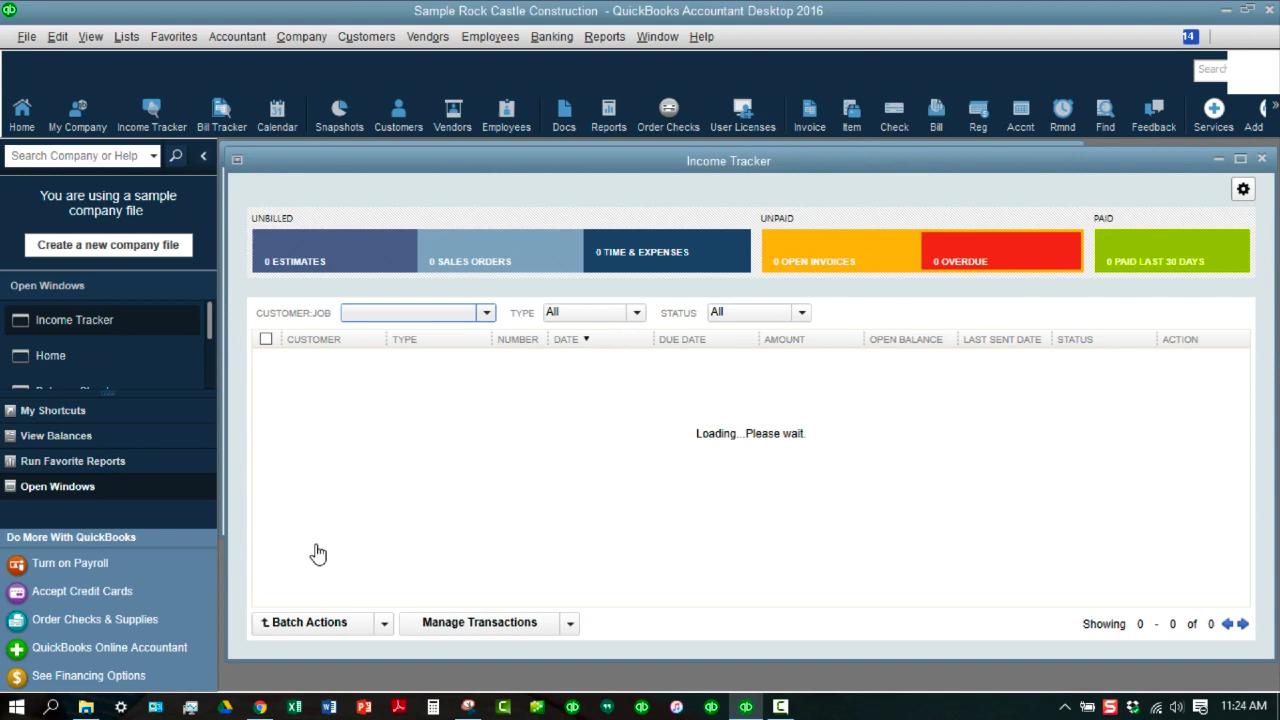 Sample Rock Castle Construction - QuickBooks Accountant Desktop 2016
File Edit View Lists Favorites Accountant Company Customers Vendors Employees Banking Reports Window Help 14
Search
Home My Company Income Tracker Bill Tracker Calendar Snapshots Customers Vendors Employees Docs Reports Order Checks User Licenses Invoice Item Check Bill Reg Accnt Rmnd Find Feedback Services Add
Search Company or Help
Income Tracker
You are using a sample
company file
Create a new company file
Open Windows
Income Tracker
Home
My Shortcuts
View Balances
Run Favorite Reports
Open Windows
Do More With QuickBooks
Turn on Payroll
Accept Credit Cards
Order Checks & Supplies
QuickBooks Online Accountant
See Financing Options
UNBILLED UNPAID PAID
0 ESTIMATES 0 SALES ORDERS 0 TIME & EXPENSES 0 OPEN INVOICES 0 OVERDUE 0 PAID LAST 30 DAYS
CUSTOMER:JOB TYPE All STATUS All
CUSTOMER TYPE NUMBER DATE DUE DATE AMOUNT OPEN BALANCE LAST SENT DATE STATUS ACTION
Loading...Please wait.
Batch Actions Manage Transactions Showing 0 - 0 of 0
11:24 AM